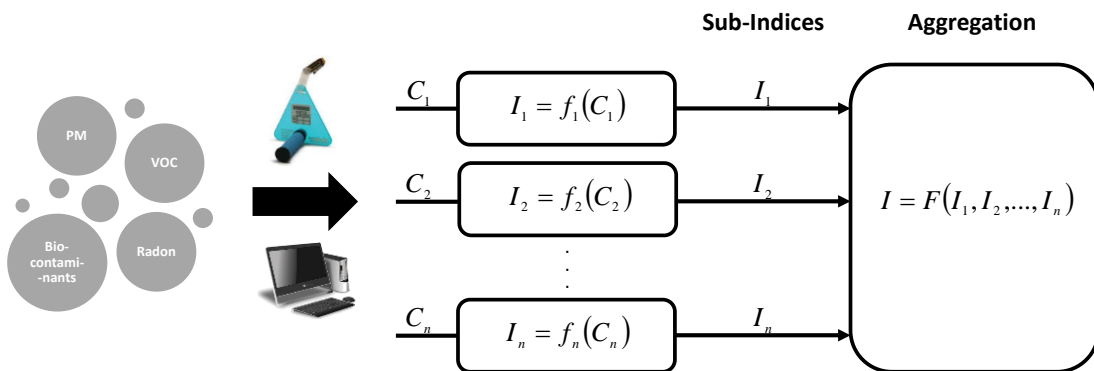 Sub-Indices
Aggregation
PM
VOC
Bio-
contami-
-nants
Radon
C₁
I₁ = f₁(C₁)
I₁
C₂
I₂ = f₂(C₂)
I₂
.
.
.
Cₙ
Iₙ = fₙ(Cₙ)
Iₙ
I = F(I₁, I₂,..., Iₙ)